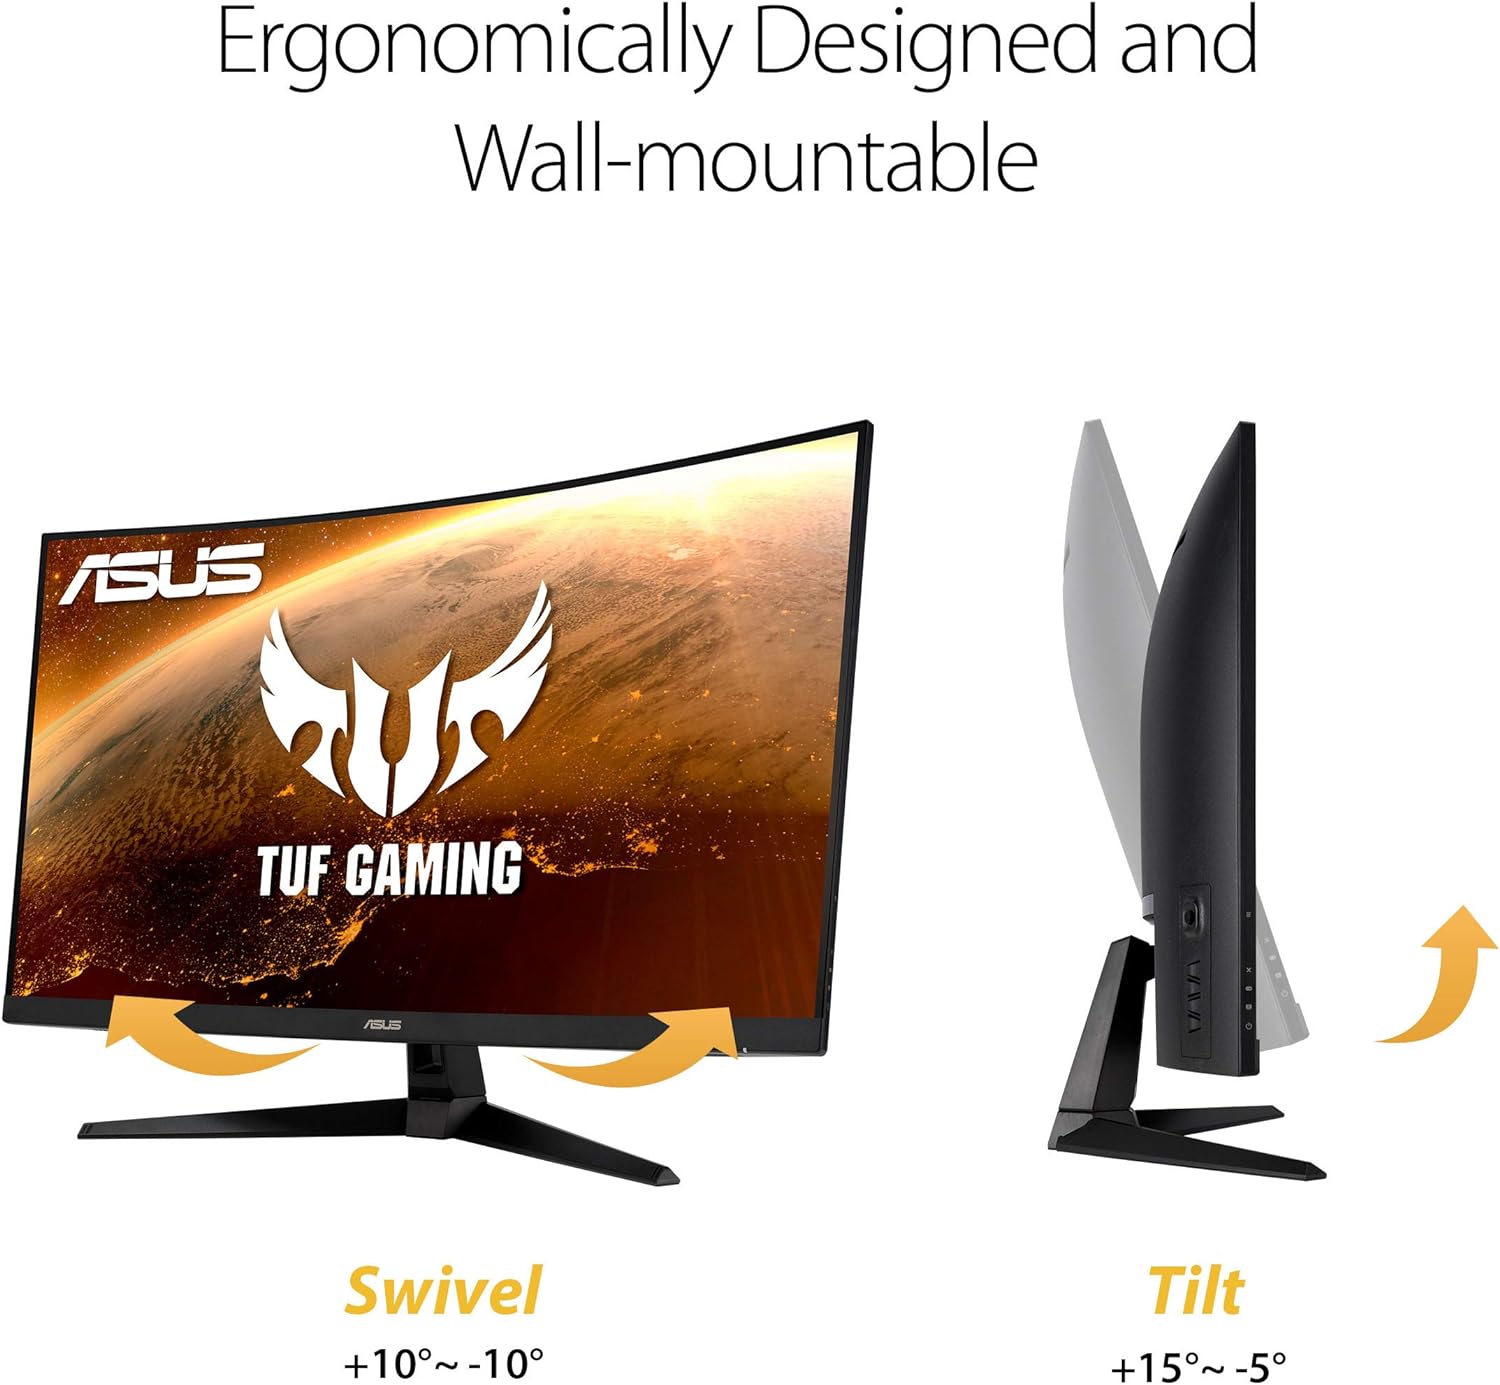 Ergonomically Designed and
Wall-mountable
ASUS
TUF GAMING
ASUS
Swivel
+10°~ -10°
Tilt
+15°~ -5°